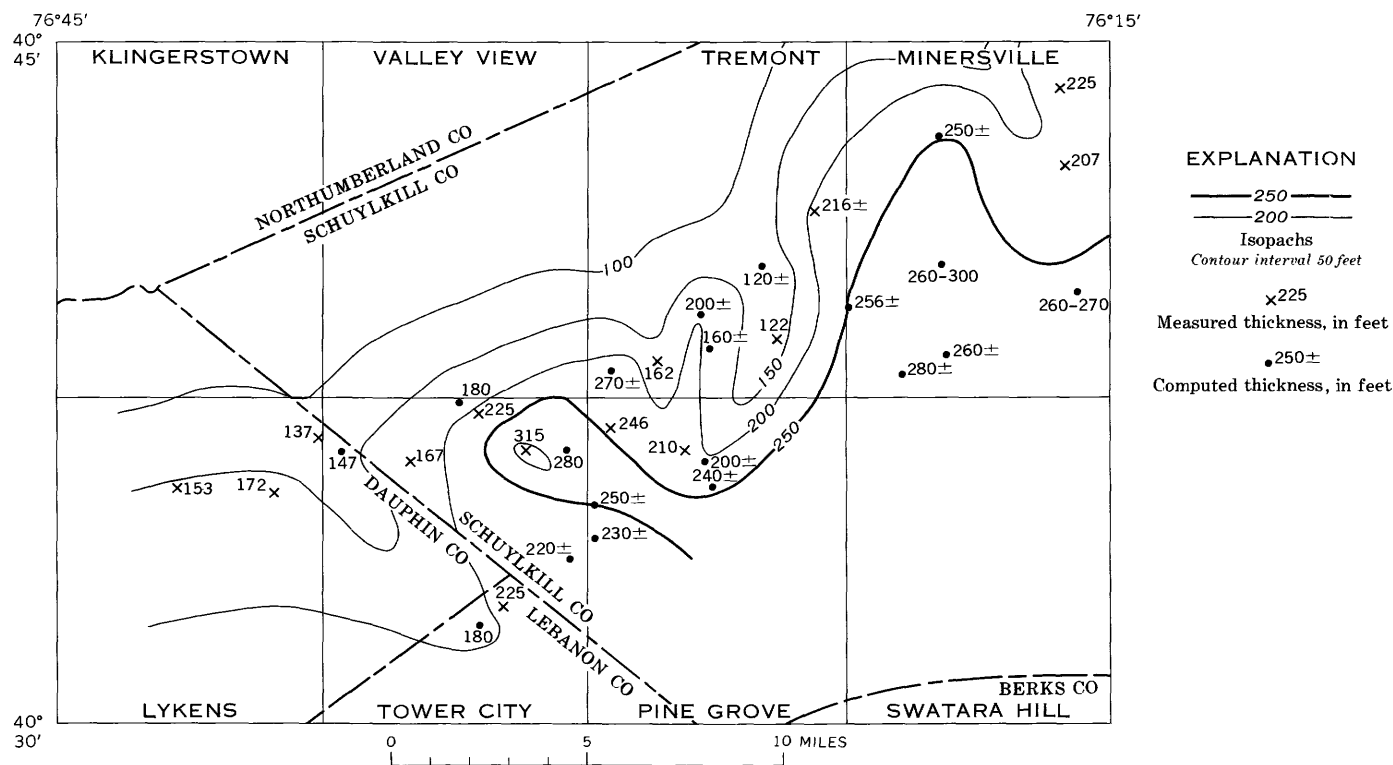 76°45′
76°15′
40°
45′
KLINGERSTOWN
VALLEY VIEW
TREMONT
MINERSVILLE
225
250±
207
NORTHUMBERLAND CO
SCHUYLKILL CO
216±
100
120±
260-300
260-270
200±
256±
122
160±
260±
162
150
280±
270±
180
225
200
137
246
250
315
147
167
210
280
200±
240±
153
172
DAUPHIN CO
SCHUYLKILL CO
250±
230±
220±
225
180
LEBANON CO
BERKS CO
40°
30′
LYKENS
TOWER CITY
PINE GROVE
SWATARA HILL
0 5 10 MILES
EXPLANATION
250
200
Isopachs
Contour interval 50 feet
225
Measured thickness, in feet
250±
Computed thickness, in feet